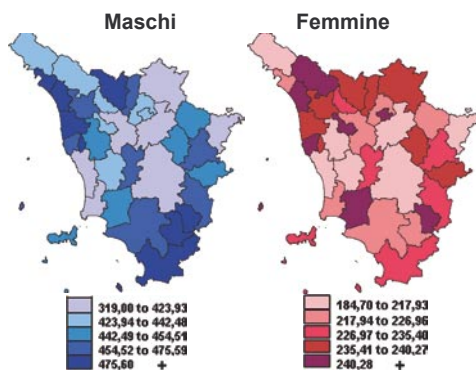 Maschi
Femmine
319,00 to 423,93
423,94 to 442,48
442,49 to 454,51
454,52 to 475,59
475,60 +
184,70 to 217,93
217,94 to 226,96
226,97 to 235,40
235,41 to 240,27
240,28 +